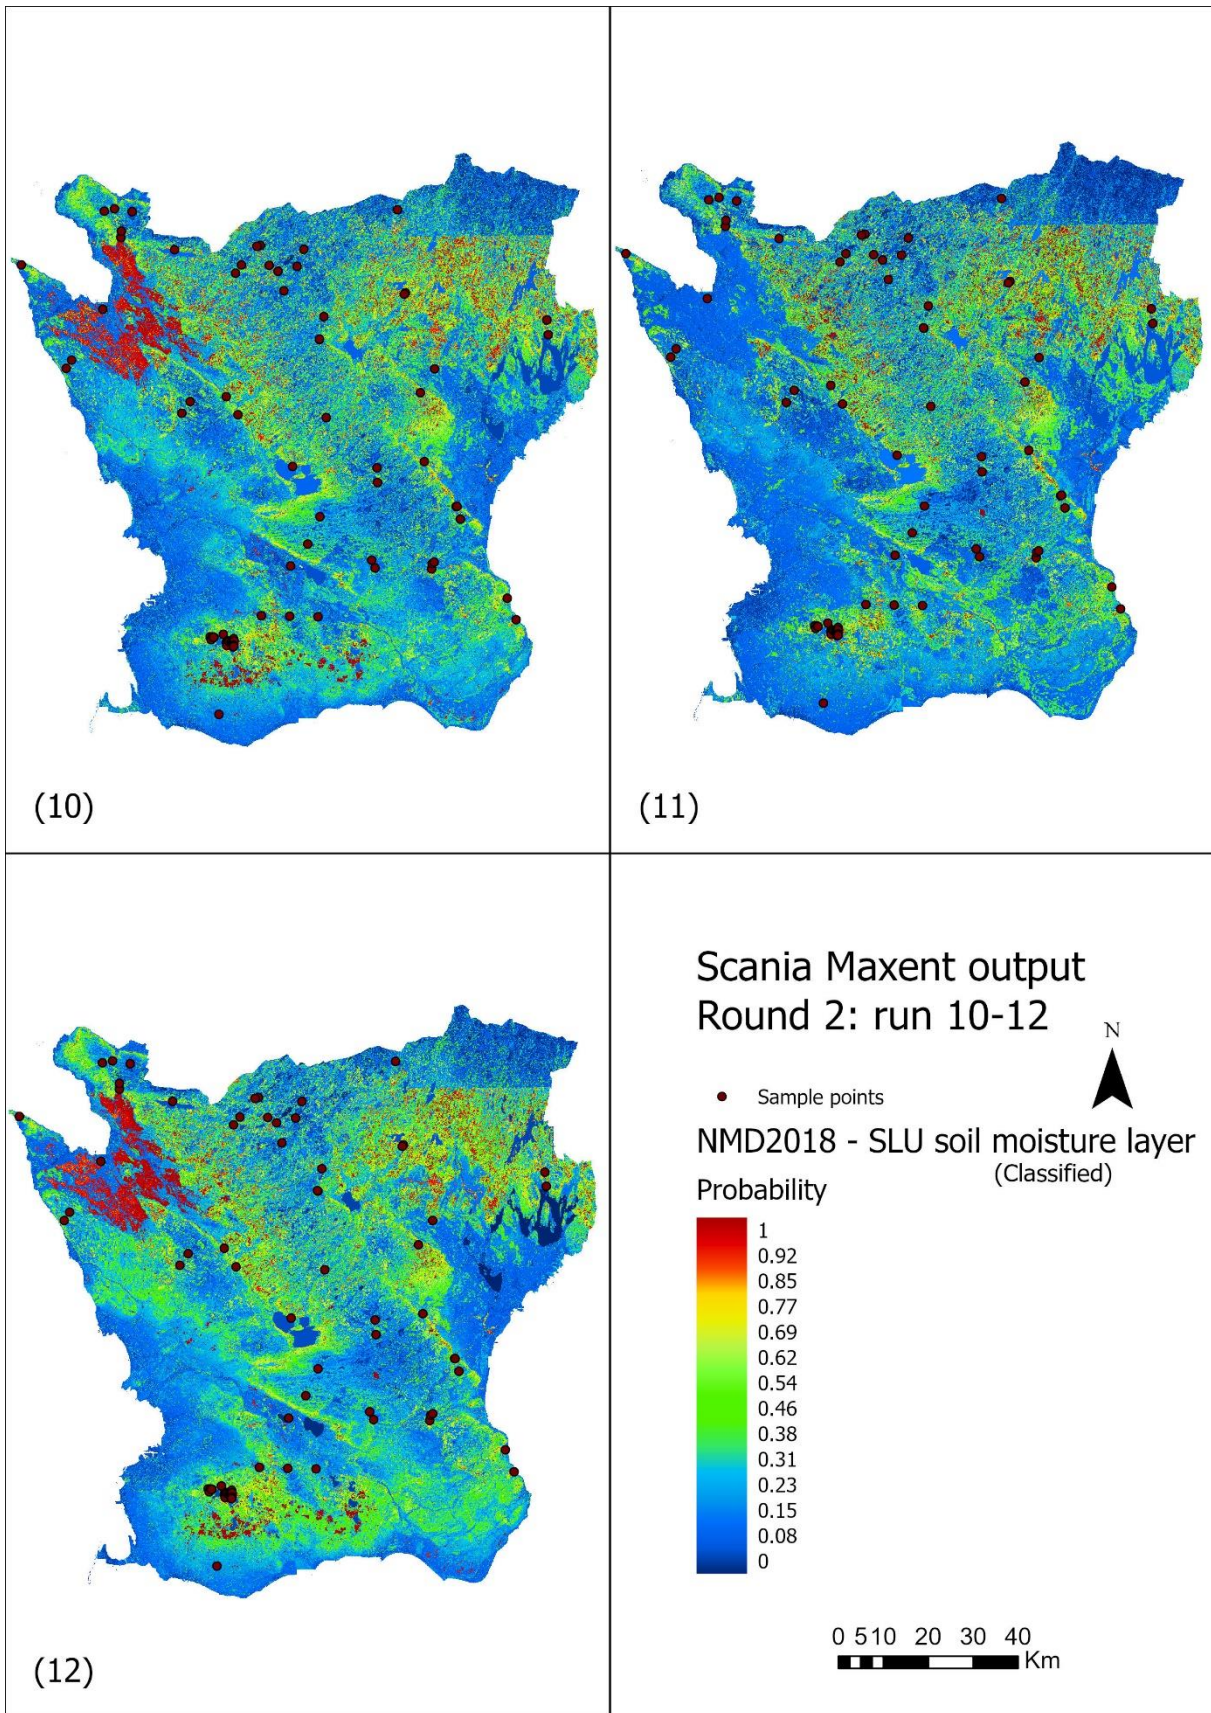 (10)
(11)
(12)
Scania Maxent output
Round 2: run 10-12
N
Sample points
NMD2018 - SLU soil moisture layer
(Classified)
Probability
1
0.92
0.85
0.77
0.69
0.62
0.54
0.46
0.38
0.31
0.23
0.15
0.08
0
0 5 10 20 30 40
Km